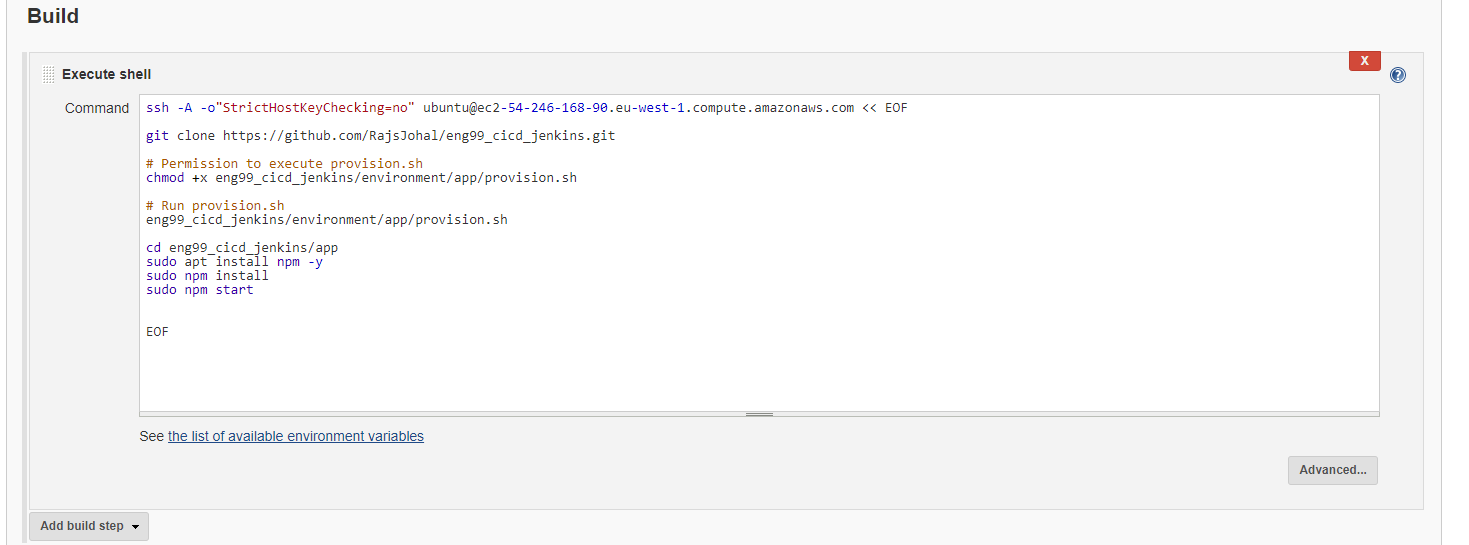 Build
X
Execute shell
?
Command
ssh -A -o"StrictHostKeyChecking=no" ubuntu@ec2-54-246-168-90.eu-west-1.compute.amazonaws.com << EOF
git clone https://github.com/RajsJohal/eng99_cicd_jenkins.git
# Permission to execute provision.sh
chmod +x eng99_cicd_jenkins/environment/app/provision.sh
# Run provision.sh
eng99_cicd_jenkins/environment/app/provision.sh
cd eng99_cicd_jenkins/app
sudo apt install npm -y
sudo npm install
sudo npm start
EOF
See the list of available environment variables
Advanced...
Add build step